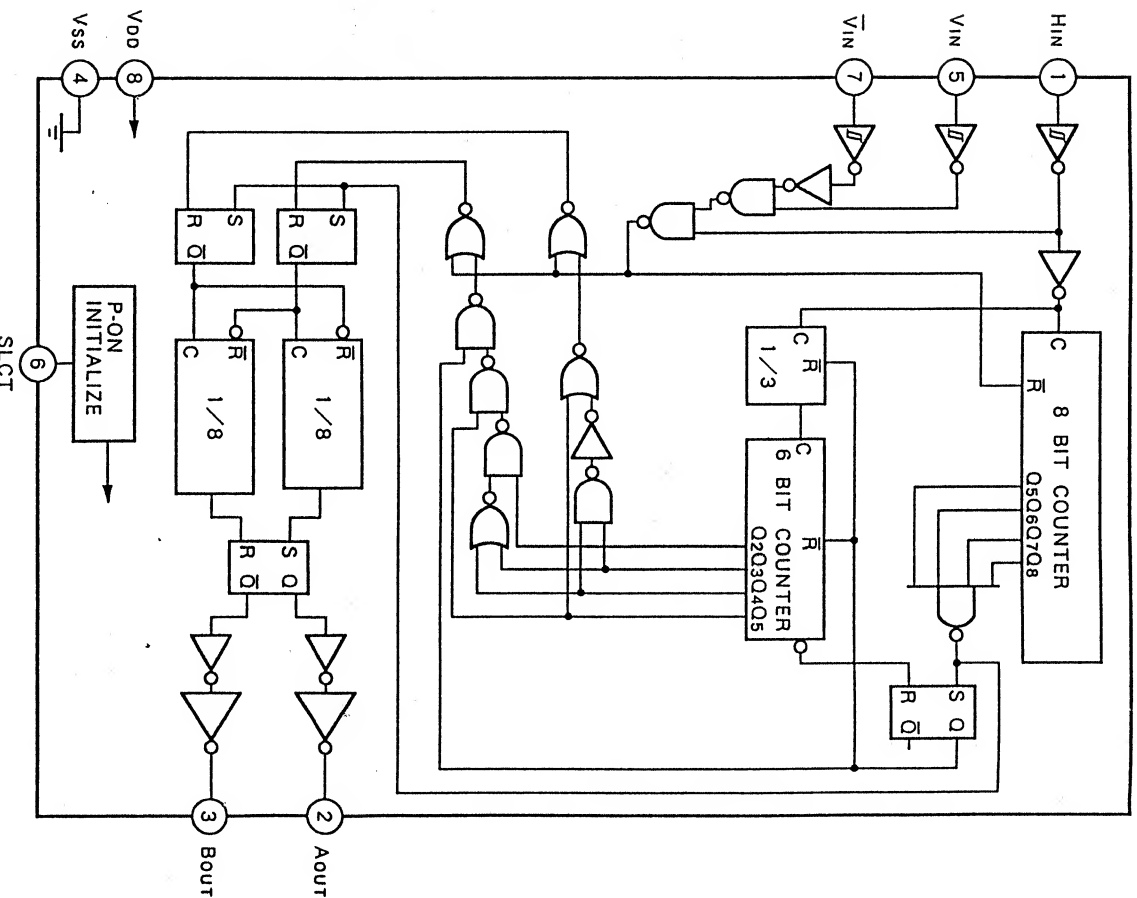 HIN
1
VIN
5
V̅IN
7
VDD
8
VSS
4
C
R̅
8 BIT COUNTER
Q5Q6Q7Q8
C
R̅
1/3
C
R̅
6 BIT COUNTER
Q2Q3Q4Q5
S Q
R Q̅
S
R Q̅
S
R Q̅
R̅
C
1/8
R̅
C
1/8
S Q
R Q̅
P-ON
INITIALIZE
6
SLCT
2
AOUT
3
BOUT